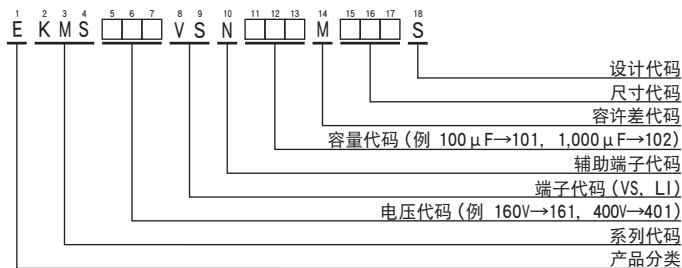 1 2 3 4 5 6 7 8 9 10 11 12 13 14 15 16 17 18
E K M S □□□ V S N □□□ M □□□ S
设计代码
尺寸代码
容许差代码
容量代码（例 100μF→101, 1,000μF→102）
辅助端子代码
端子代码（VS, LI）
电压代码（例 160V→161, 400V→401）
系列代码
产品分类